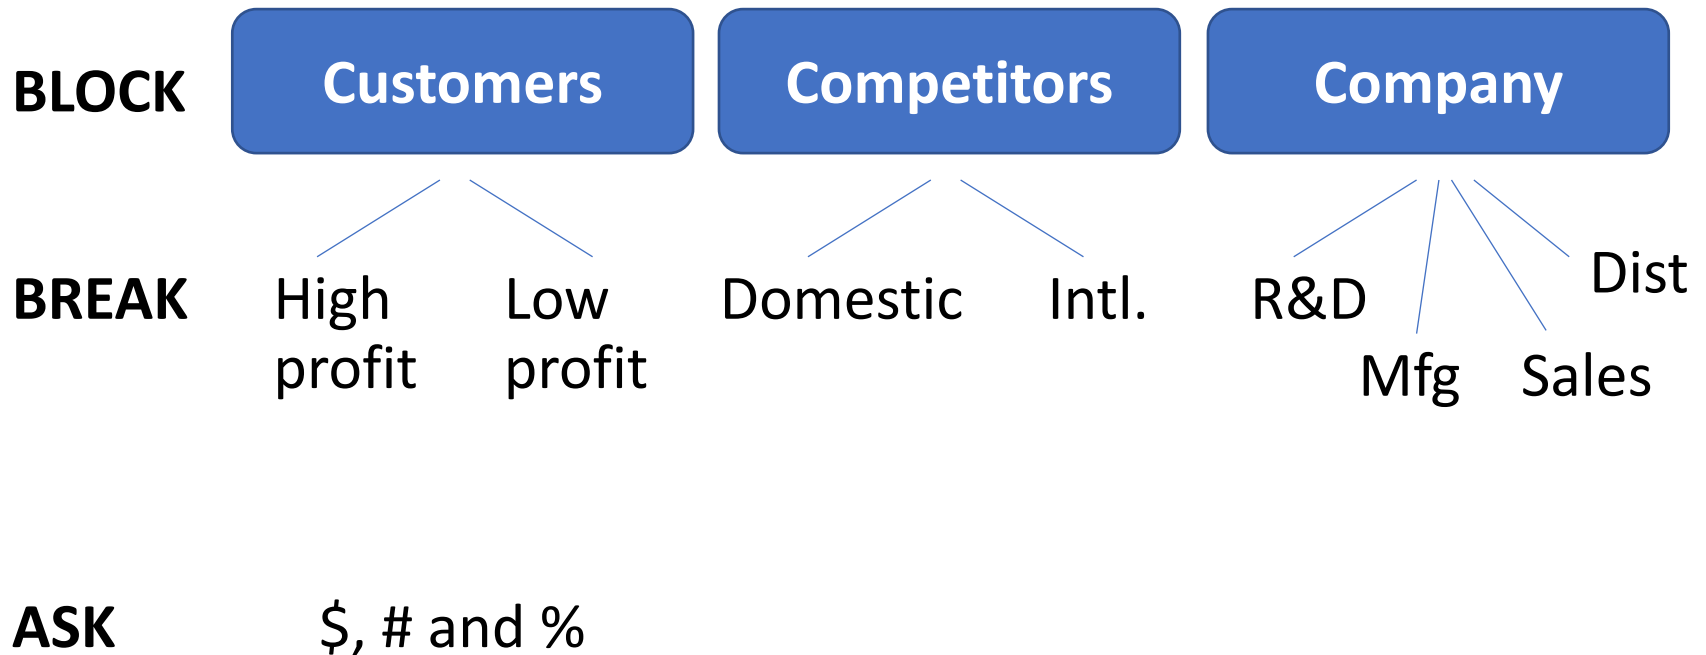 BLOCK Customers Competitors Company
BREAK High profit Low profit Domestic Intl. R&D Mfg Sales Dist
ASK $, # and %